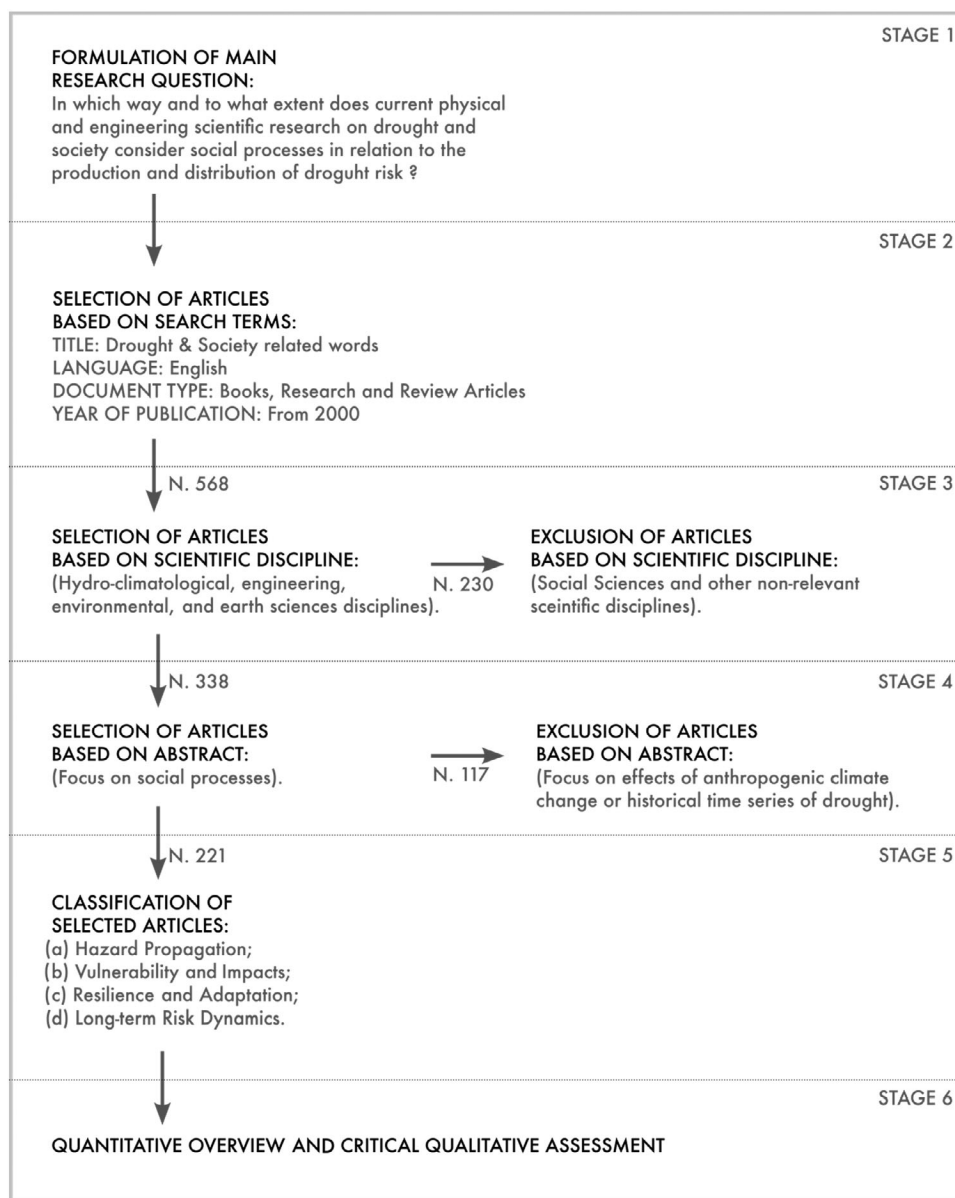 STAGE 1
FORMULATION OF MAIN
RESEARCH QUESTION:
In which way and to what extent does current physical
and engineering scientific research on drought and
society consider social processes in relation to the
production and distribution of droguht risk ?
STAGE 2
SELECTION OF ARTICLES
BASED ON SEARCH TERMS:
TITLE: Drought & Society related words
LANGUAGE: English
DOCUMENT TYPE: Books, Research and Review Articles
YEAR OF PUBLICATION: From 2000
N. 568
STAGE 3
SELECTION OF ARTICLES
BASED ON SCIENTIFIC DISCIPLINE:
(Hydro-climatological, engineering,
environmental, and earth sciences disciplines).
N. 230
EXCLUSION OF ARTICLES
BASED ON SCIENTIFIC DISCIPLINE:
(Social Sciences and other non-relevant
sceintific disciplines).
N. 338
STAGE 4
SELECTION OF ARTICLES
BASED ON ABSTRACT:
(Focus on social processes).
N. 117
EXCLUSION OF ARTICLES
BASED ON ABSTRACT:
(Focus on effects of anthropogenic climate
change or historical time series of drought).
N. 221
STAGE 5
CLASSIFICATION OF
SELECTED ARTICLES:
(a) Hazard Propagation;
(b) Vulnerability and Impacts;
(c) Resilience and Adaptation;
(d) Long-term Risk Dynamics.
STAGE 6
QUANTITATIVE OVERVIEW AND CRITICAL QUALITATIVE ASSESSMENT